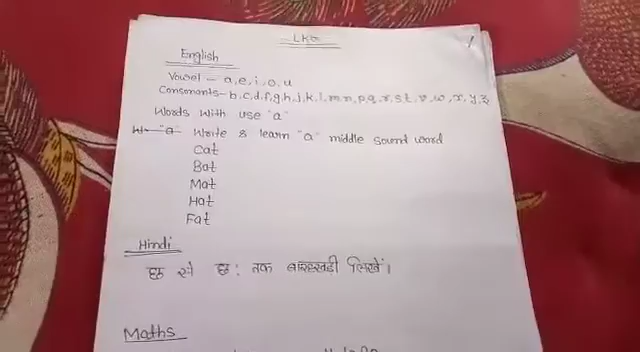 LKG
English
Vowel - a,e,i,o,u
Consonants - b,c,d,f,g,h,j,k,l,m,n,p,q,r,s,t,v,w,x,y,z
Words with use "a"
Write & learn "a" middle sound word
Cat
Bat
Mat
Hat
Fat
Hindi
छ से छ: तक बारहखड़ी लिखें।
Maths